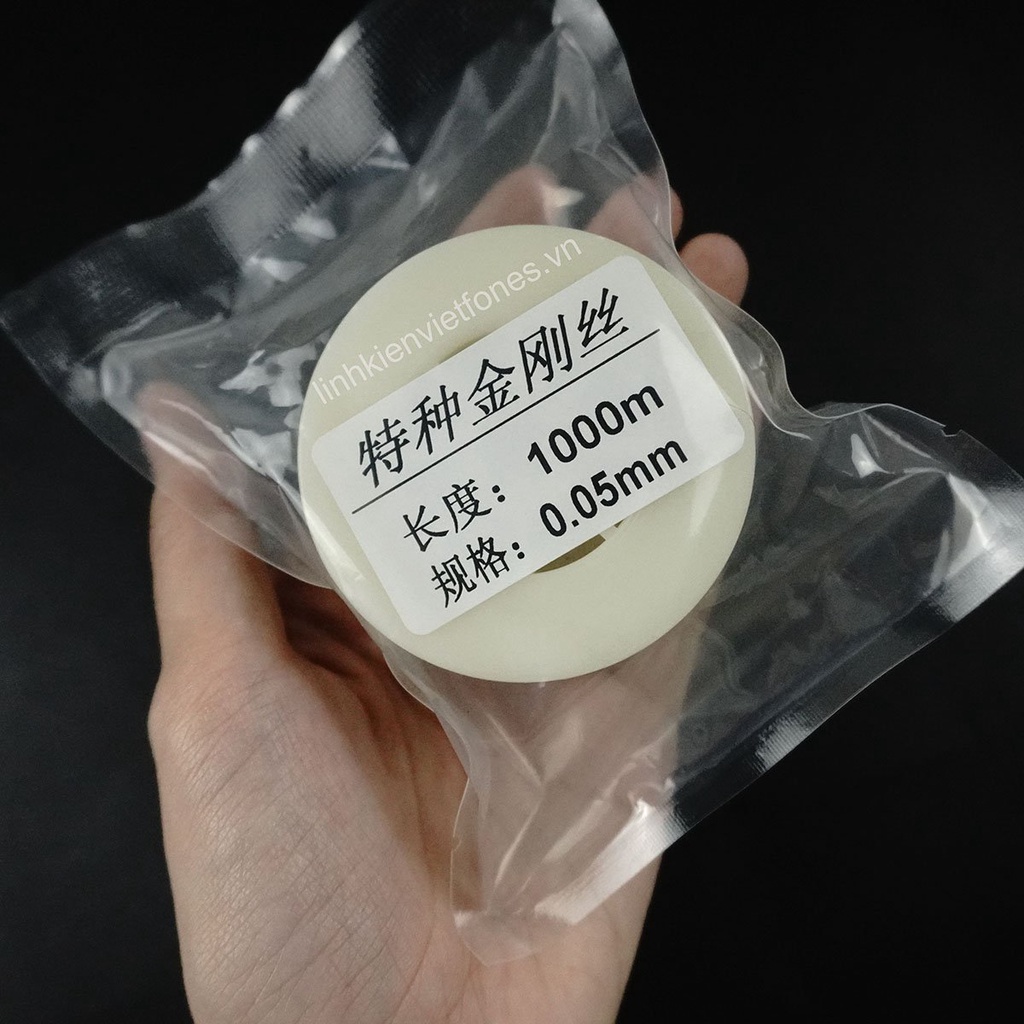 linhkienvietfones.vn
特种金刚丝
长度：1000m
规格：0.05mm